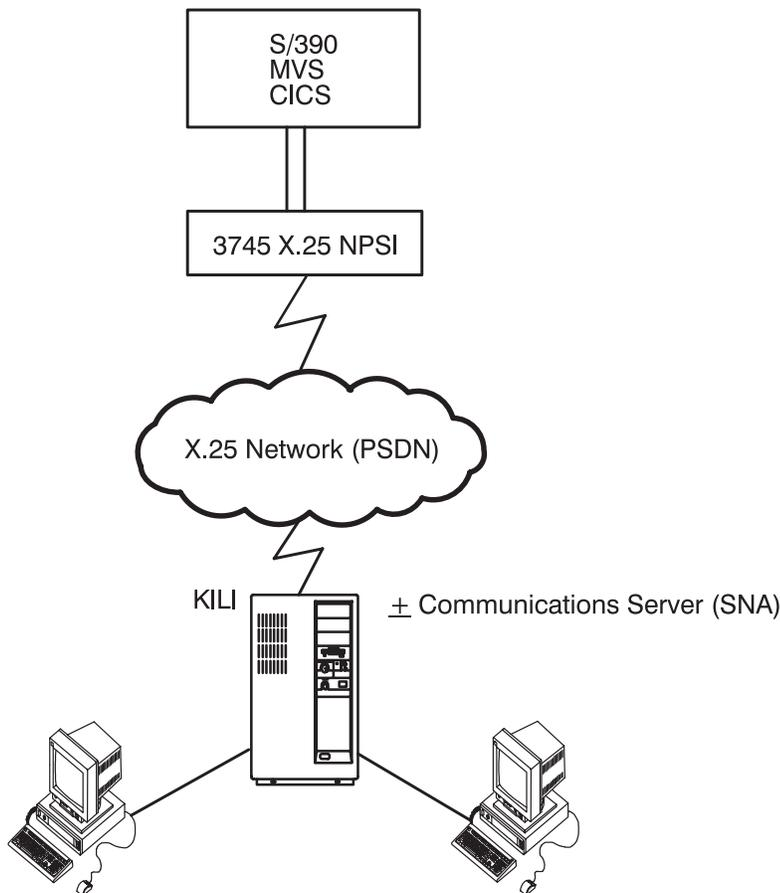 S/390
MVS
CICS
3745 X.25 NPSI
X.25 Network (PSDN)
KILI
+ Communications Server (SNA)